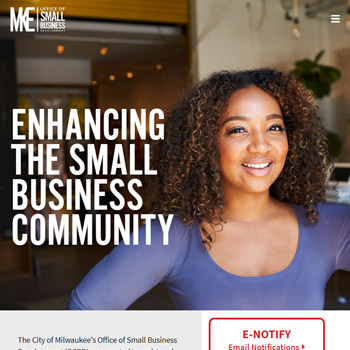 MKE
OFFICE OF
SMALL
BUSINESS
DEVELOPMENT
ENHANCING
THE SMALL
BUSINESS
COMMUNITY
The City of Milwaukee's Office of Small Business
E-NOTIFY
Email Notifications